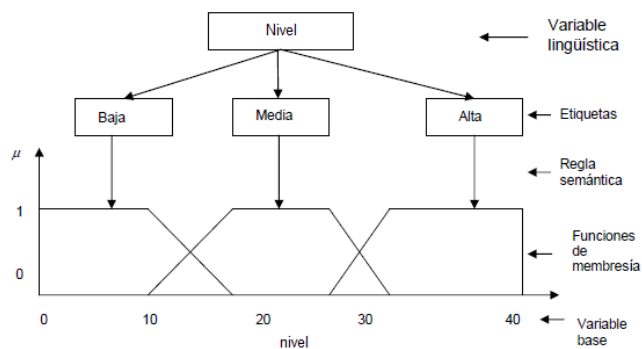 Nivel
Variable
lingüística
Baja
Media
Alta
Etiquetas
μ
Regla
semántica
1
Funciones
de
membresía
0
0 10 20 30 40
Variable
base
nivel